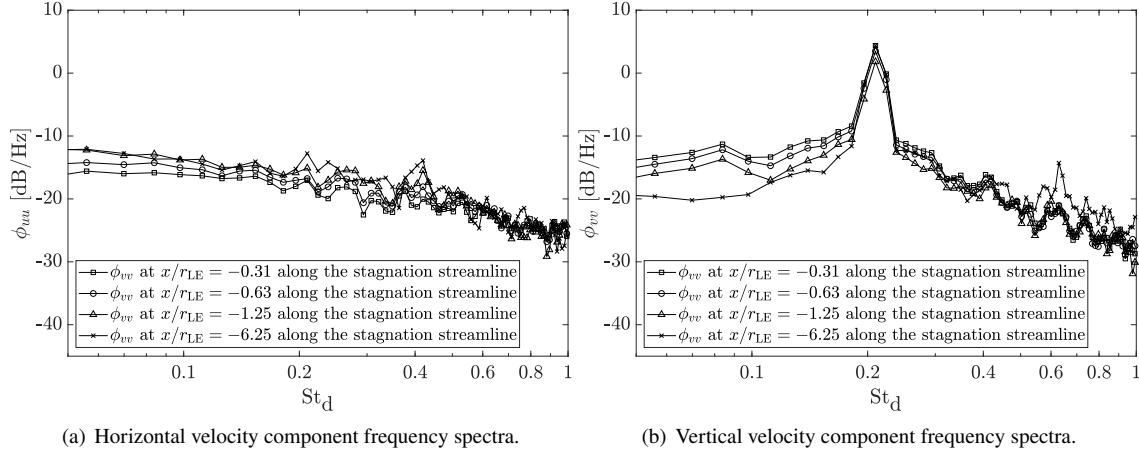 10
0
-10
-20
-30
-40
ϕuu [dB/Hz]
ϕvv at x/rLE = −0.31 along the stagnation streamline
ϕvv at x/rLE = −0.63 along the stagnation streamline
ϕvv at x/rLE = −1.25 along the stagnation streamline
ϕvv at x/rLE = −6.25 along the stagnation streamline
0.1 0.2 0.4 0.6 0.8 1
Std
(a) Horizontal velocity component frequency spectra.
10
0
-10
-20
-30
-40
ϕvv [dB/Hz]
ϕvv at x/rLE = −0.31 along the stagnation streamline
ϕvv at x/rLE = −0.63 along the stagnation streamline
ϕvv at x/rLE = −1.25 along the stagnation streamline
ϕvv at x/rLE = −6.25 along the stagnation streamline
0.1 0.2 0.4 0.6 0.8 1
Std
(b) Vertical velocity component frequency spectra.